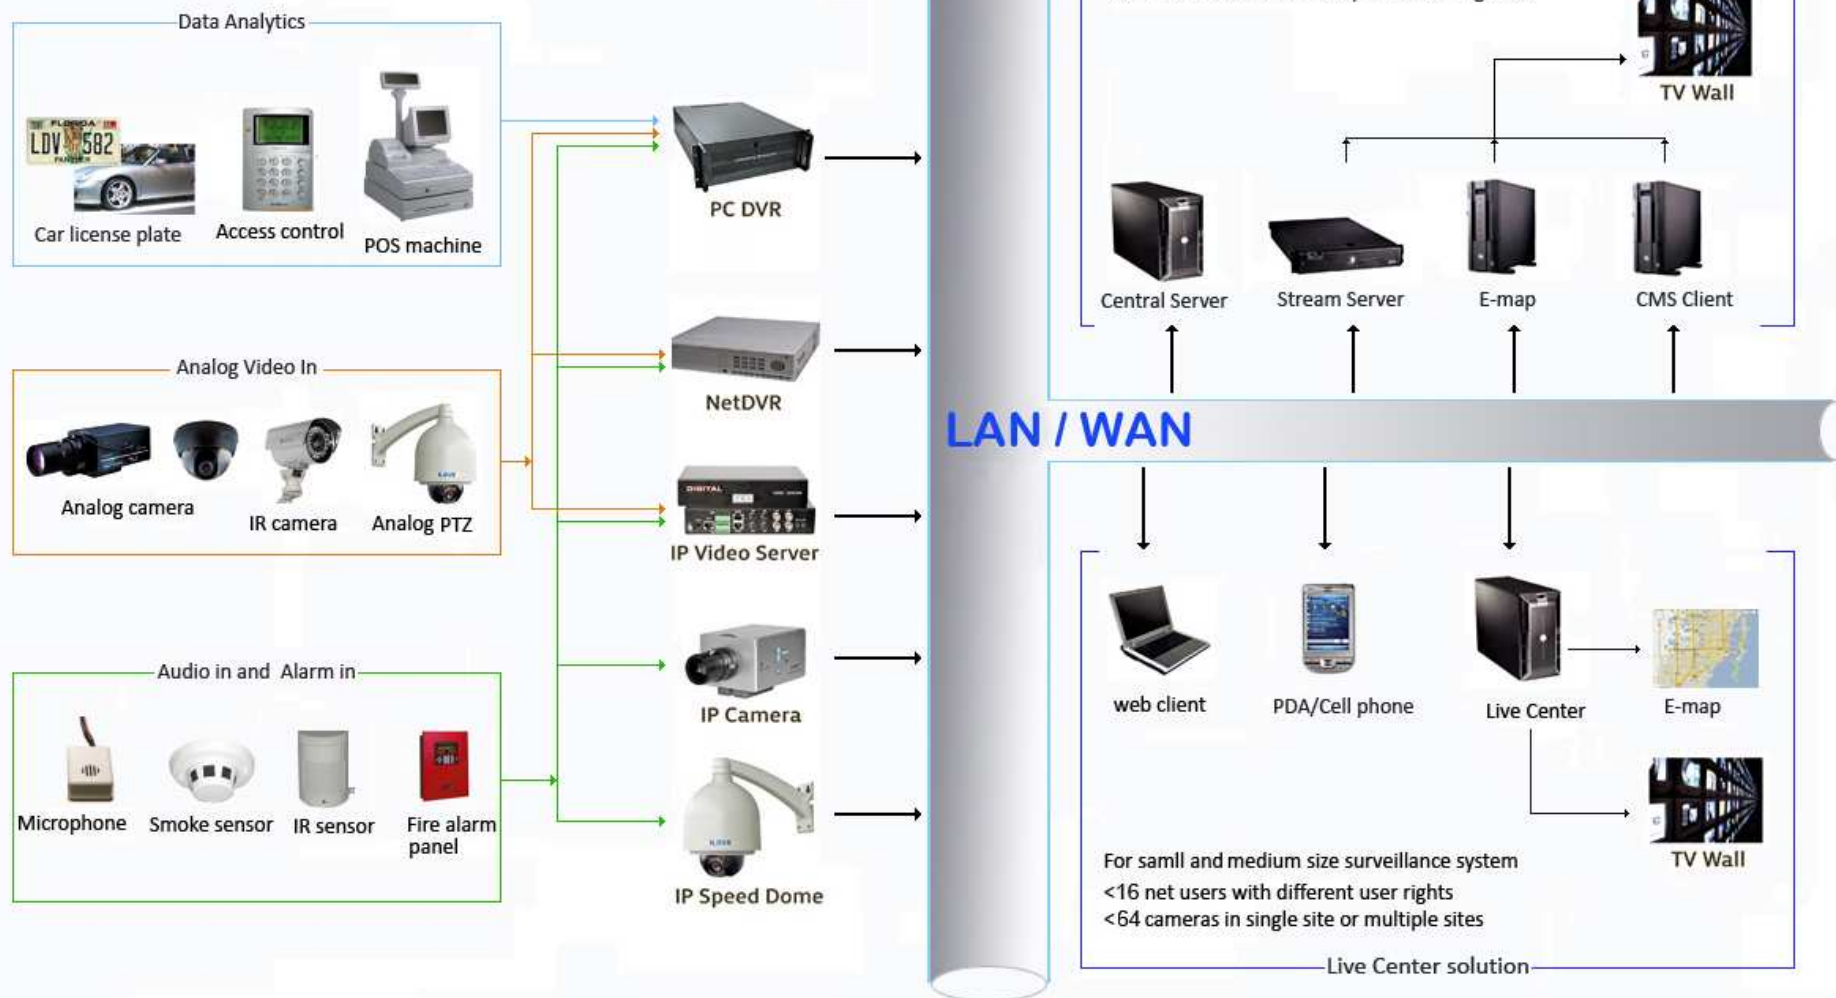 Data Analytics
FLORIDA
LDV 582
Car license plate
Access control
POS machine
PC DVR
TV Wall
Central Server
Stream Server
E-map
CMS Client
Analog Video In
Analog camera
IR camera
Analog PTZ
NetDVR
LAN / WAN
DIGITAL
IP Video Server
Audio in and Alarm in
Microphone
Smoke sensor
IR sensor
Fire alarm
panel
IP Camera
IP Speed Dome
web client
PDA/Cell phone
Live Center
E-map
TV Wall
For samll and medium size surveillance system
<16 net users with different user rights
<64 cameras in single site or multiple sites
Live Center solution